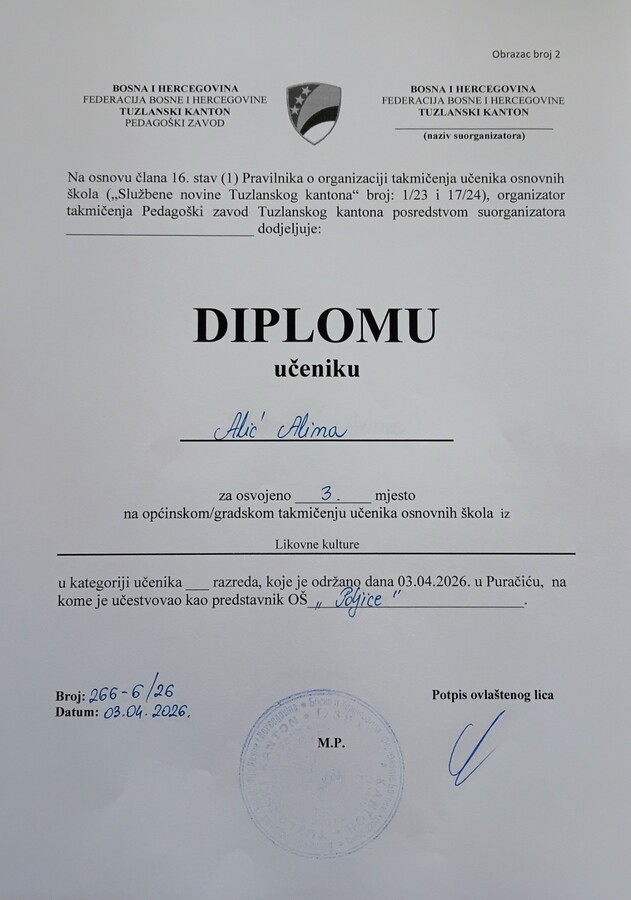 Obrazac broj 2
BOSNA I HERCEGOVINA
FEDERACIJA BOSNE I HERCEGOVINE
TUZLANSKI KANTON
PEDAGOŠKI ZAVOD
BOSNA I HERCEGOVINA
FEDERACIJA BOSNE I HERCEGOVINE
TUZLANSKI KANTON
(naziv suorganizatora)
Na osnovu člana 16. stav (1) Pravilnika o organizaciji takmičenja učenika osnovnih
škola („Službene novine Tuzlanskog kantona“ broj: 1/23 i 17/24), organizator
takmičenja Pedagoški zavod Tuzlanskog kantona posredstvom suorganizatora
dodjeljuje:
DIPLOMU
učeniku
Alić Alina
za osvojeno 3. mjesto
na općinskom/gradskom takmičenju učenika osnovnih škola iz
Likovne kulture
u kategoriji učenika ___ razreda, koje je održano dana 03.04.2026. u Puračiću, na
kome je učestvovao kao predstavnik OŠ „Poljice”.
Broj: 266-6/26
Datum: 03.04.2026.
Potpis ovlaštenog lica
M.P.